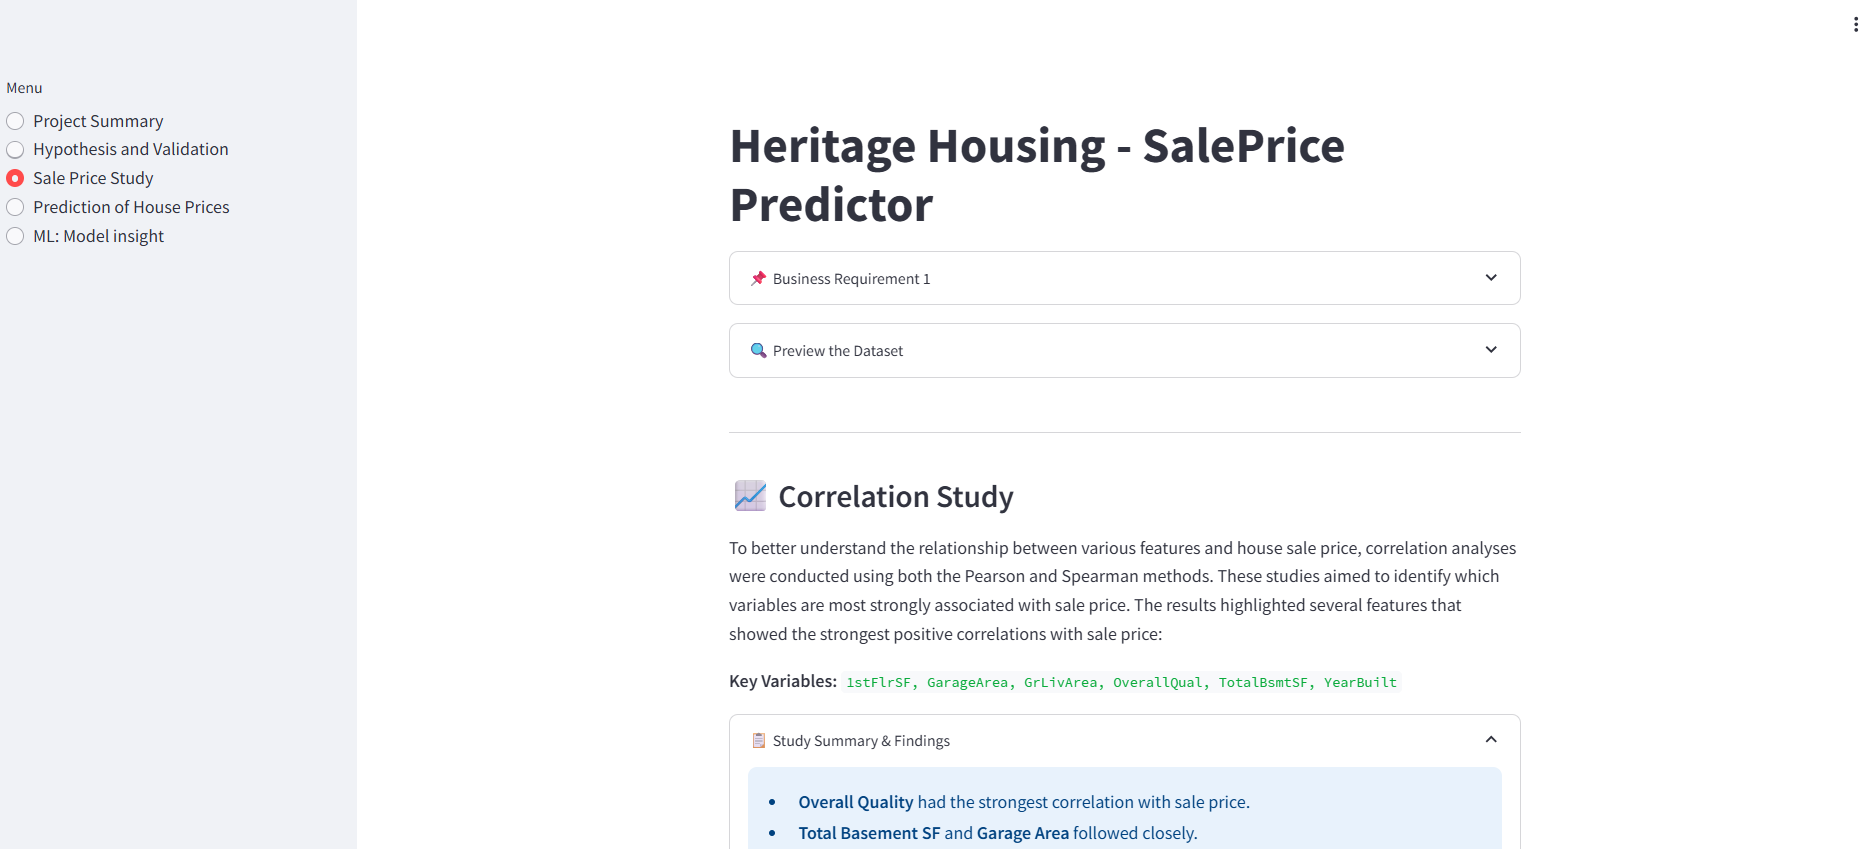 Menu
Project Summary
Hypothesis and Validation
Sale Price Study
Prediction of House Prices
ML: Model insight
Heritage Housing - SalePrice
Predictor
Business Requirement 1
Preview the Dataset
Correlation Study
To better understand the relationship between various features and house sale price, correlation analyses
were conducted using both the Pearson and Spearman methods. These studies aimed to identify which
variables are most strongly associated with sale price. The results highlighted several features that
showed the strongest positive correlations with sale price:
Key Variables: 1stFlrSF, GarageArea, GrLivArea, OverallQual, TotalBsmtSF, YearBuilt
Study Summary & Findings
• Overall Quality had the strongest correlation with sale price.
• Total Basement SF and Garage Area followed closely.